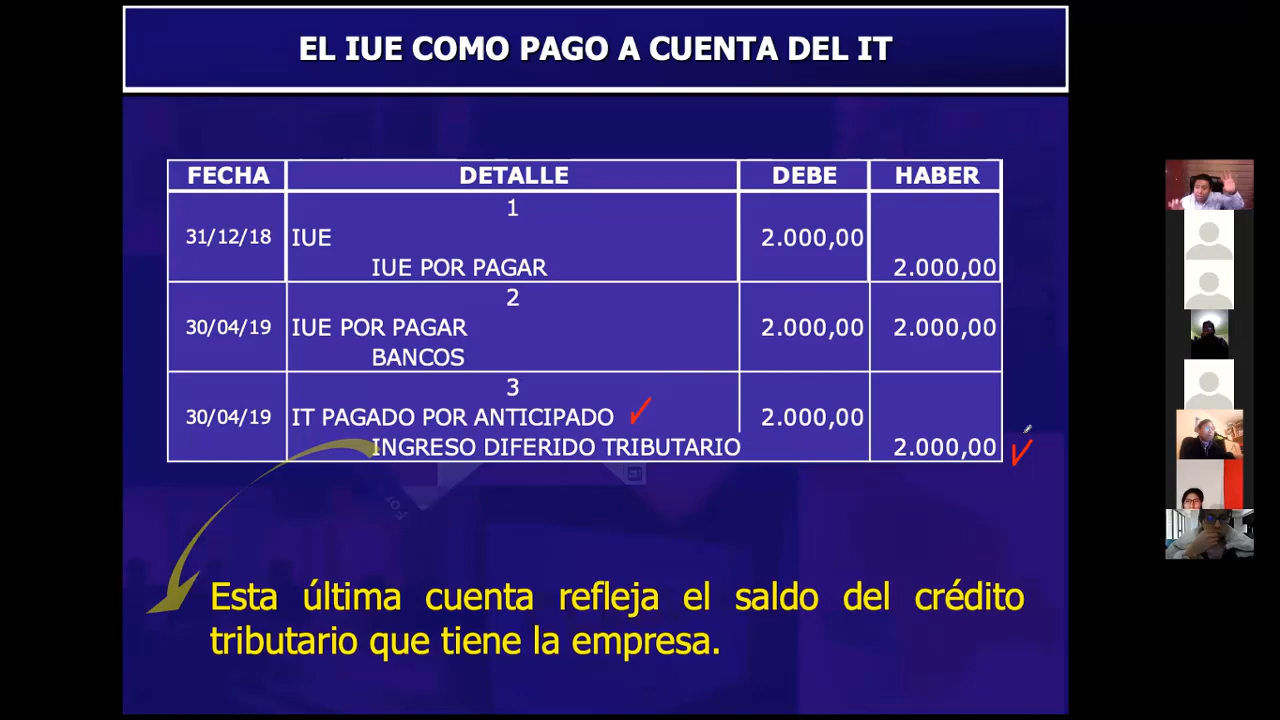 EL IUE COMO PAGO A CUENTA DEL IT
FECHA DETALLE DEBE HABER
1
31/12/18 IUE 2.000,00
IUE POR PAGAR 2.000,00
2
30/04/19 IUE POR PAGAR 2.000,00 2.000,00
BANCOS
3
30/04/19 IT PAGADO POR ANTICIPADO 2.000,00
INGRESO DIFERIDO TRIBUTARIO 2.000,00
Esta última cuenta refleja el saldo del crédito
tributario que tiene la empresa.